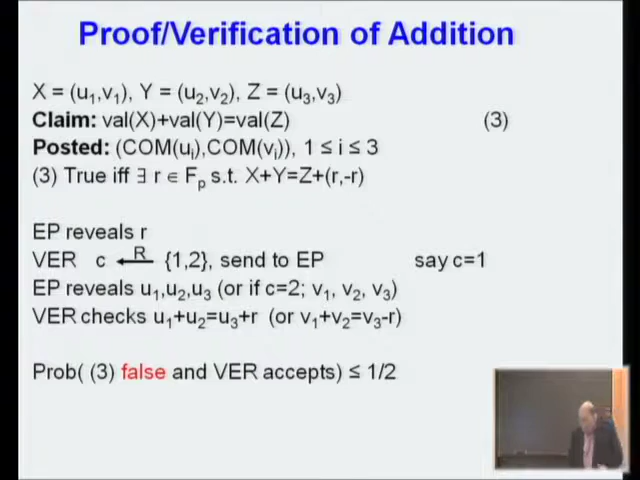 Proof/Verification of Addition
X = (u₁,v₁), Y = (u₂,v₂), Z = (u₃,v₃)
Claim: val(X)+val(Y)=val(Z) (3)
Posted: (COM(uᵢ),COM(vᵢ)), 1 ≤ i ≤ 3
(3) True iff ∃ r ∈ Fₚ s.t. X+Y=Z+(r,-r)
EP reveals r
VER c ⟵R {1,2}, send to EP say c=1
EP reveals u₁,u₂,u₃ (or if c=2; v₁, v₂, v₃)
VER checks u₁+u₂=u₃+r (or v₁+v₂=v₃-r)
Prob( (3) false and VER accepts) ≤ 1/2